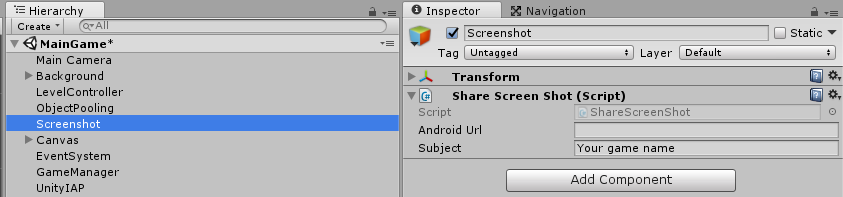 Hierarchy
Create
All
MainGame*
Main Camera
Background
LevelController
ObjectPooling
Screenshot
Canvas
EventSystem
GameManager
UnityIAP
Inspector Navigation
Screenshot Static
Tag Untagged Layer Default
Transform
Share Screen Shot (Script)
Script ShareScreenShot
Android Url
Subject Your game name
Add Component